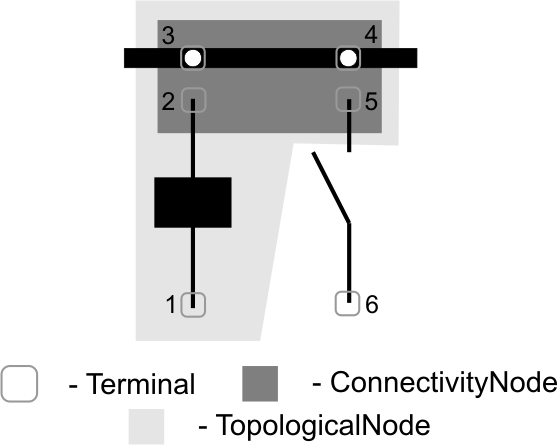 3 4
2 5
1 6
- Terminal - ConnectivityNode
- TopologicalNode